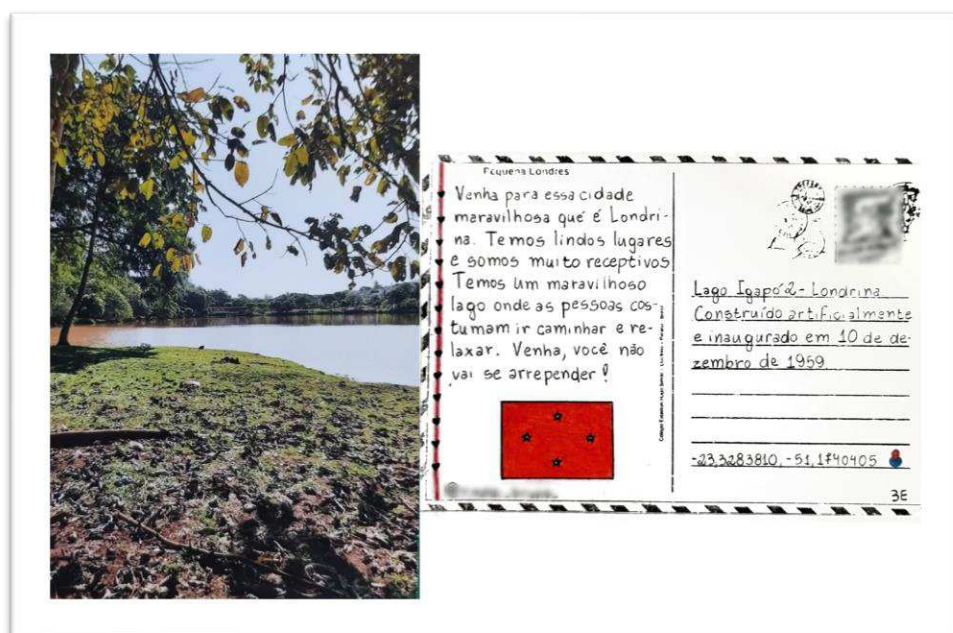 Pequena Londres
Venha para essa cidade
maravilhosa que é Londri-
na. Temos lindos lugares
e somos muito receptivos
Temos um maravilhoso
lago onde as pessoas cos-
tumam ir caminhar e re-
laxar. Venha, você não
vai se arrepender!
Lago Igapó 2 - Londrina
Construído artificialmente
e inaugurado em 10 de de-
zembro de 1959
-23,3283810, -51,1740405
3E